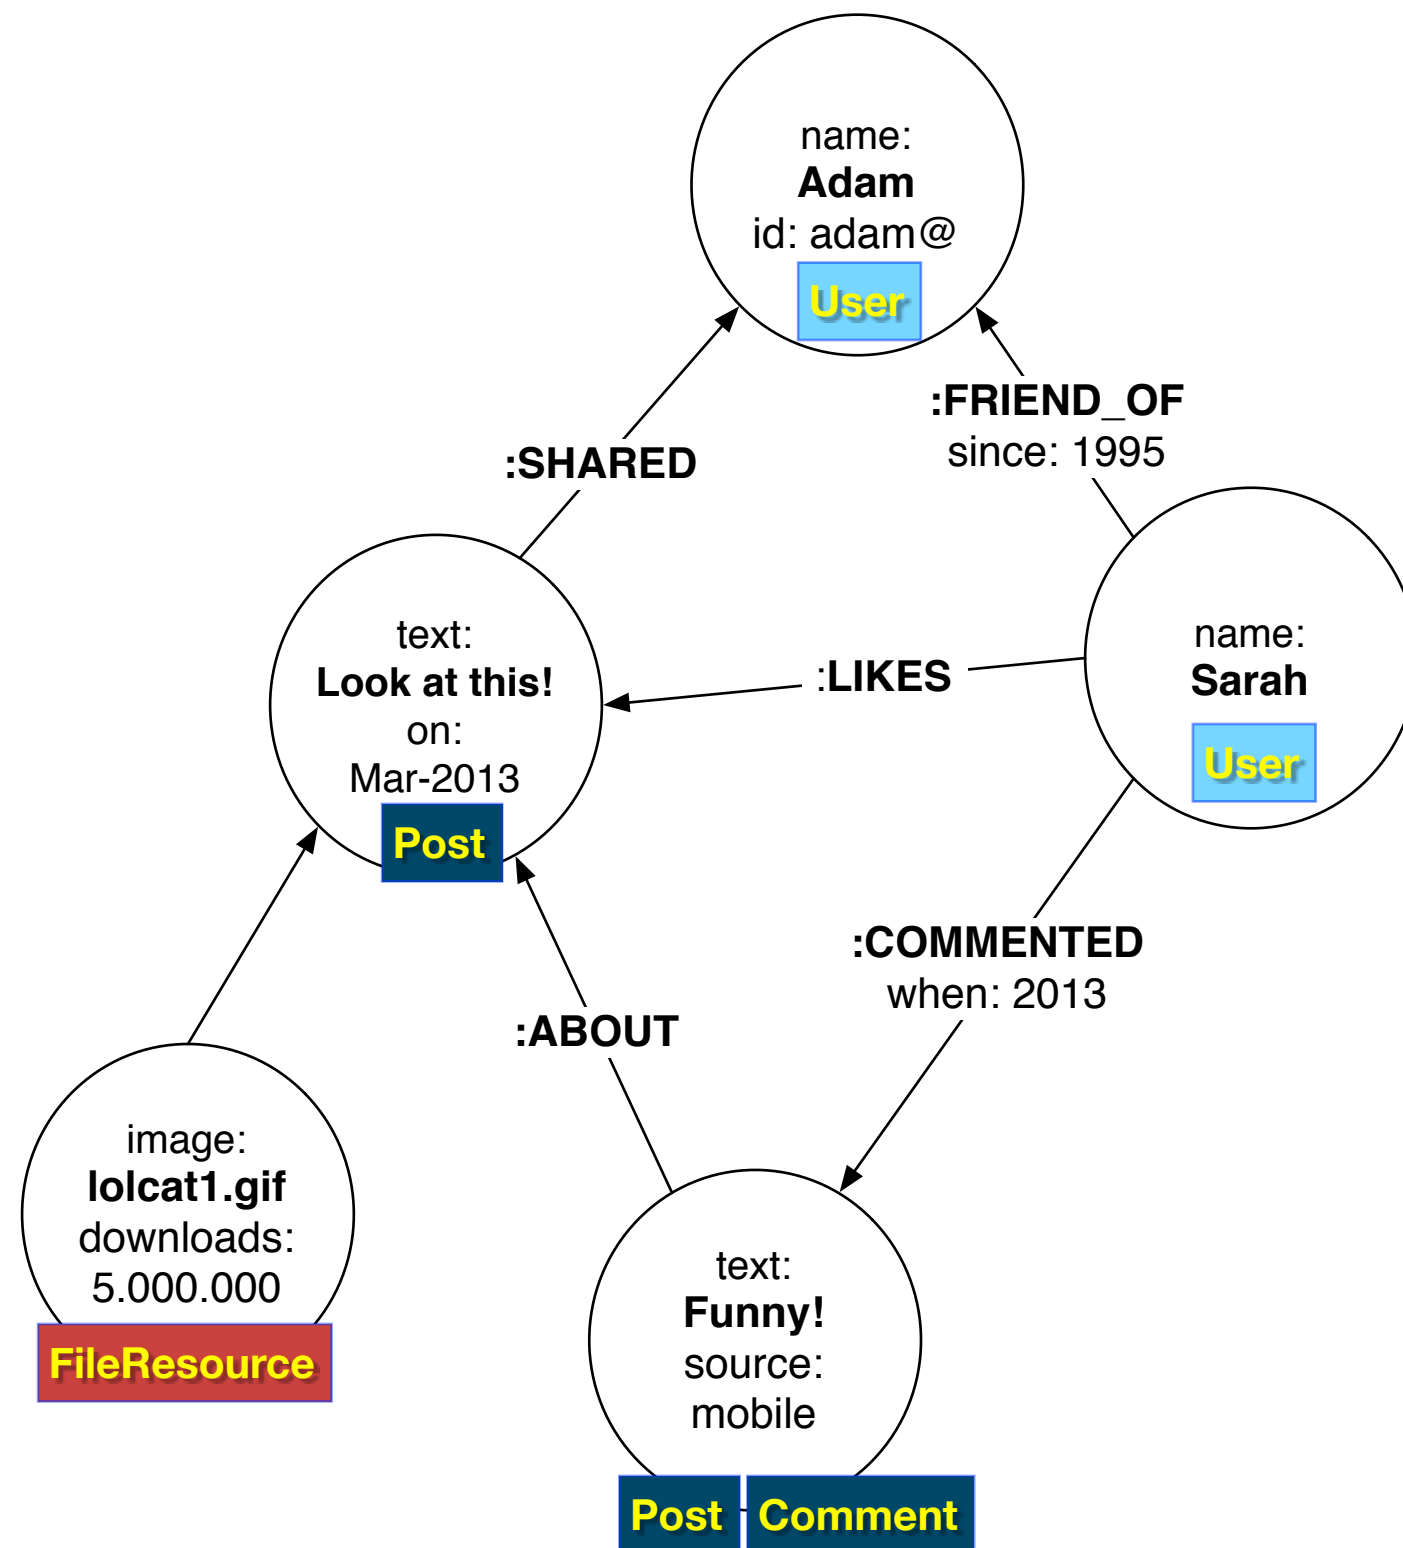 name:
Adam
id: adam@
User
:FRIEND_OF
since: 1995
:SHARED
text:
Look at this!
on:
Mar-2013
Post
:LIKES
name:
Sarah
User
:COMMENTED
when: 2013
:ABOUT
image:
lolcat1.gif
downloads:
5.000.000
FileResource
text:
Funny!
source:
mobile
Post Comment